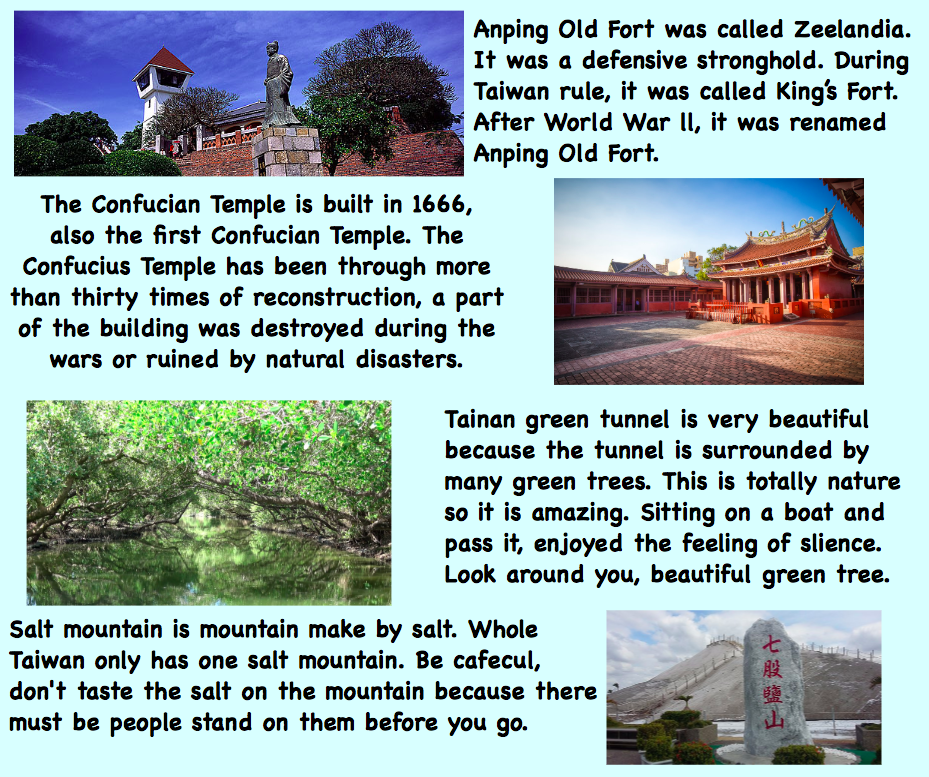 Anping Old Fort was called Zeelandia.
It was a defensive stronghold. During
Taiwan rule, it was called King's Fort.
After World War ll, it was renamed
Anping Old Fort.
The Confucian Temple is built in 1666,
also the first Confucian Temple. The
Confucius Temple has been through more
than thirty times of reconstruction, a part
of the building was destroyed during the
wars or ruined by natural disasters.
Tainan green tunnel is very beautiful
because the tunnel is surrounded by
many green trees. This is totally nature
so it is amazing. Sitting on a boat and
pass it, enjoyed the feeling of slience.
Look around you, beautiful green tree.
Salt mountain is mountain make by salt. Whole
Taiwan only has one salt mountain. Be cafecul,
don't taste the salt on the mountain because there
must be people stand on them before you go.
七股鹽山